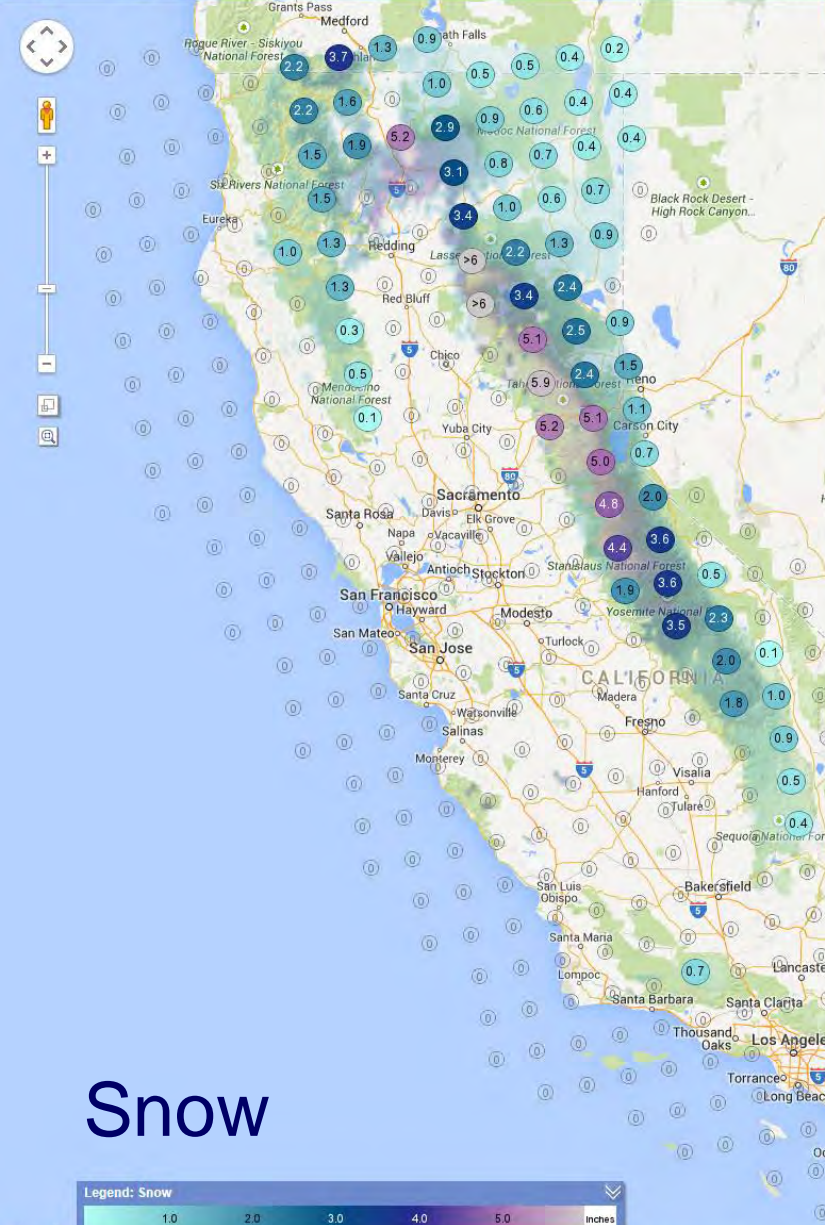 Grants Pass
Medford
Rogue River - Siskiyou
National Forest
ath Falls
0.9
1.3
3.7
2.2
0.2
0.4
0.5
0.5
1.0
0.4
0.4
0.6
0.9
1.6
2.2
2.9
5.2
Modoc National Forest
0.4
0.4
0.7
0.8
1.9
1.5
3.1
Six Rivers National Forest
5
0.7
0.6
1.0
1.5
Black Rock Desert -
High Rock Canyon...
Eureka
3.4
0.9
1.3
2.2
1.3
1.0
Redding
>6
80
1.3
Red Bluff
>6
3.4
2.4
0.3
5
5.1
2.5
0.9
Chico
0.5
Mendocino
National Forest
5.9
2.4
1.5
Reno
0.1
Yuba City
5.2
5.1
1.1
Carson City
5.0
0.7
80
Sacramento
4.8
2.0
Santa Rosa
Davis
Elk Grove
Napa
Vacaville
Vallejo
4.4
3.6
Stanislaus National Forest
Antioch
Stockton
1.9
3.6
0.5
San Francisco
Hayward
Modesto
Yosemite National
3.5
2.3
San Mateo
San Jose
Turlock
2.0
0.1
5
CALIFORNIA
Santa Cruz
Madera
1.8
1.0
Watsonville
Fresno
Salinas
0.9
Monterey
5
Visalia
Hanford
Tulare
0.5
0.4
Sequoia National For
San Luis
Obispo
Bakersfield
5
Santa Maria
0.7
Lompoc
Lancaste
Santa Barbara
Santa Clarita
Thousand
Oaks
Los Angele
Torrance
5
Long Beac
Snow
Legend: Snow
1.0 2.0 3.0 4.0 5.0 inches